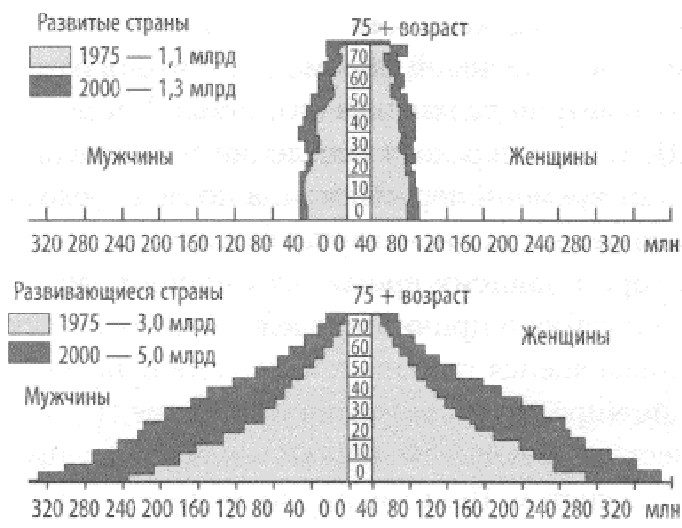 Развитые страны
75 + возраст
1975 — 1,1 млрд
2000 — 1,3 млрд
70
60
50
40
30
20
10
0
Мужчины
Женщины
320 280 240 200 160 120 80 40 0 0 40 80 120 160 200 240 280 320 млн
Развивающиеся страны
75 + возраст
1975 — 3,0 млрд
2000 — 5,0 млрд
Женщины
70
60
50
40
30
20
10
0
Мужчины
320 280 240 200 160 120 80 40 0 0 40 80 120 160 200 240 280 320 млн